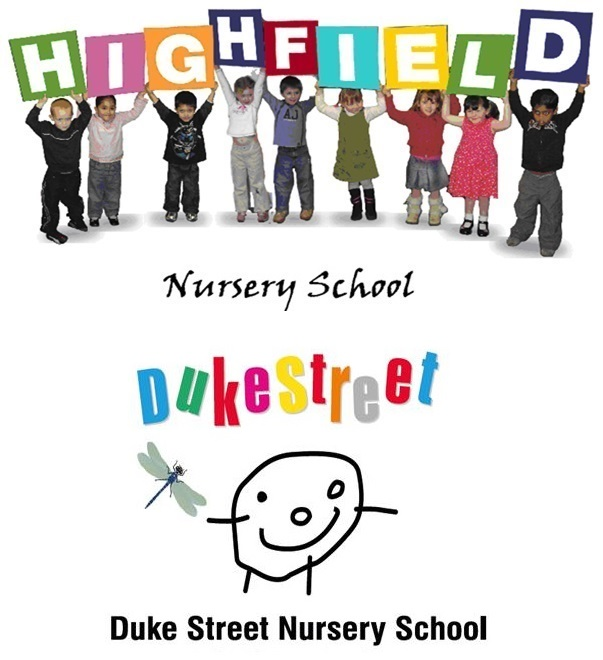 HIGHFIELD
Nursery School
DukeStreet
Duke Street Nursery School